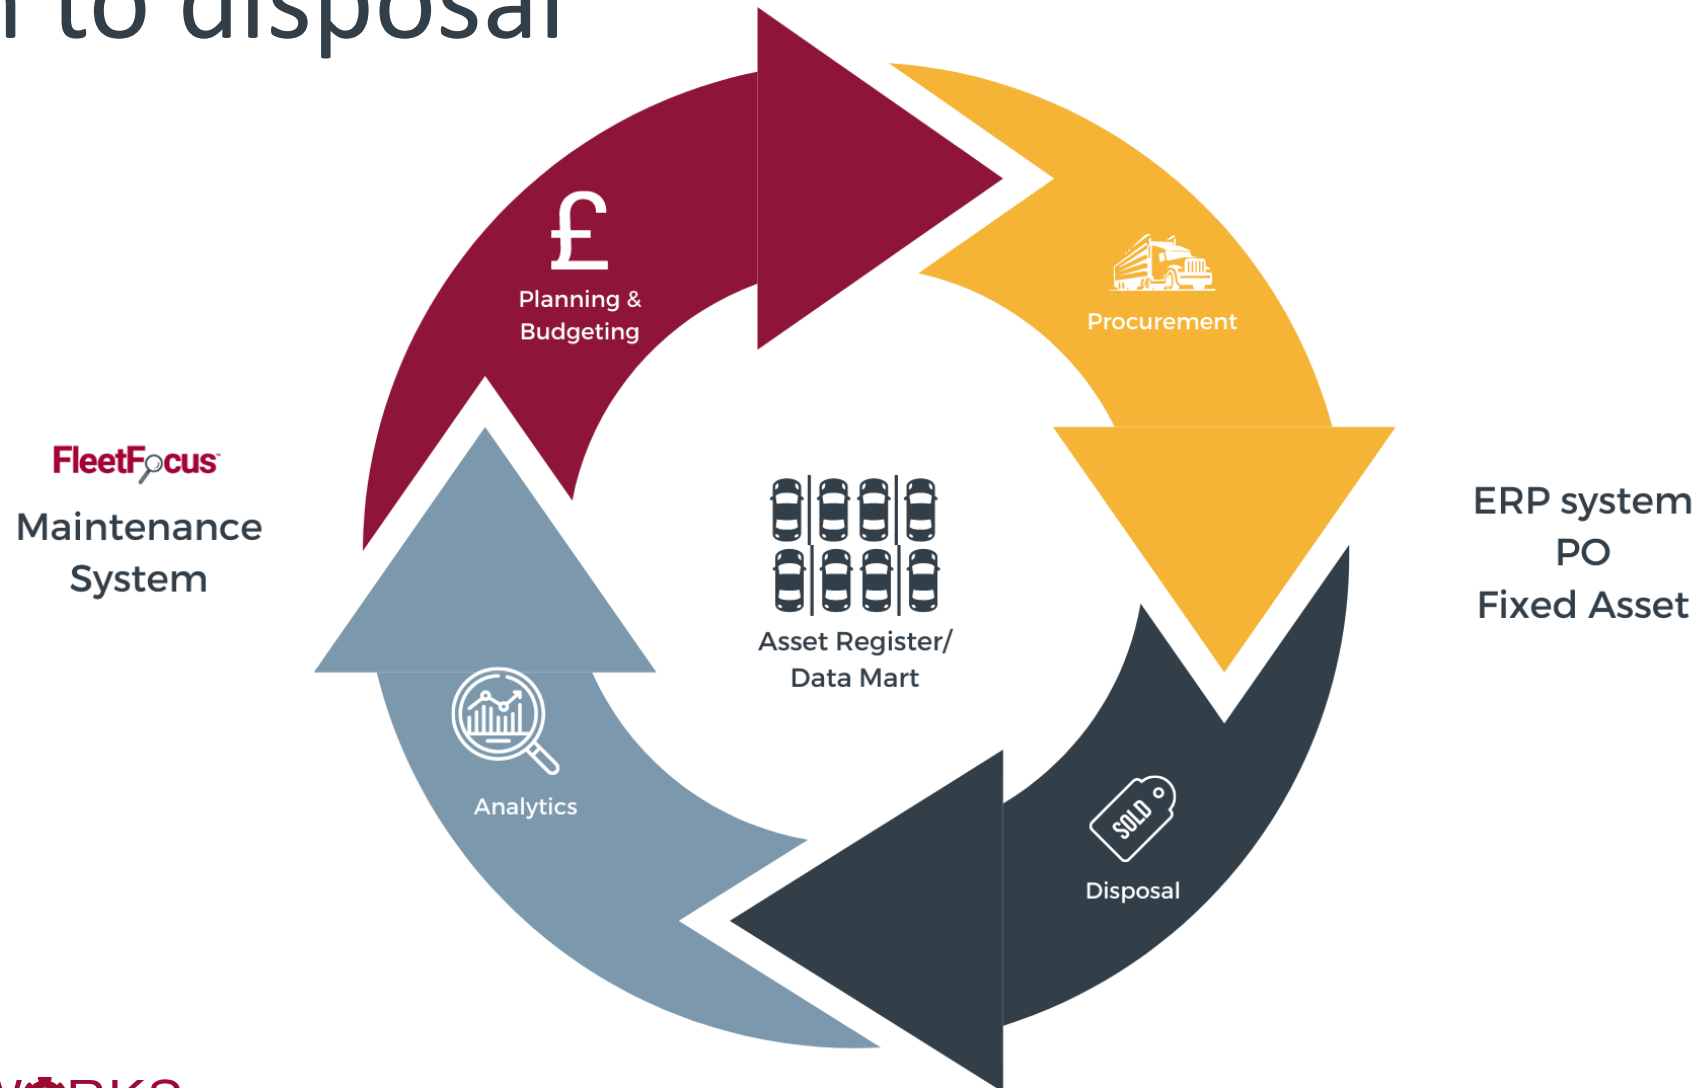 to disposal
£
Planning &
Budgeting
Procurement
FleetFocus™
Maintenance
System
ERP system
PO
Fixed Asset
Asset Register/
Data Mart
Analytics
SOLD
Disposal